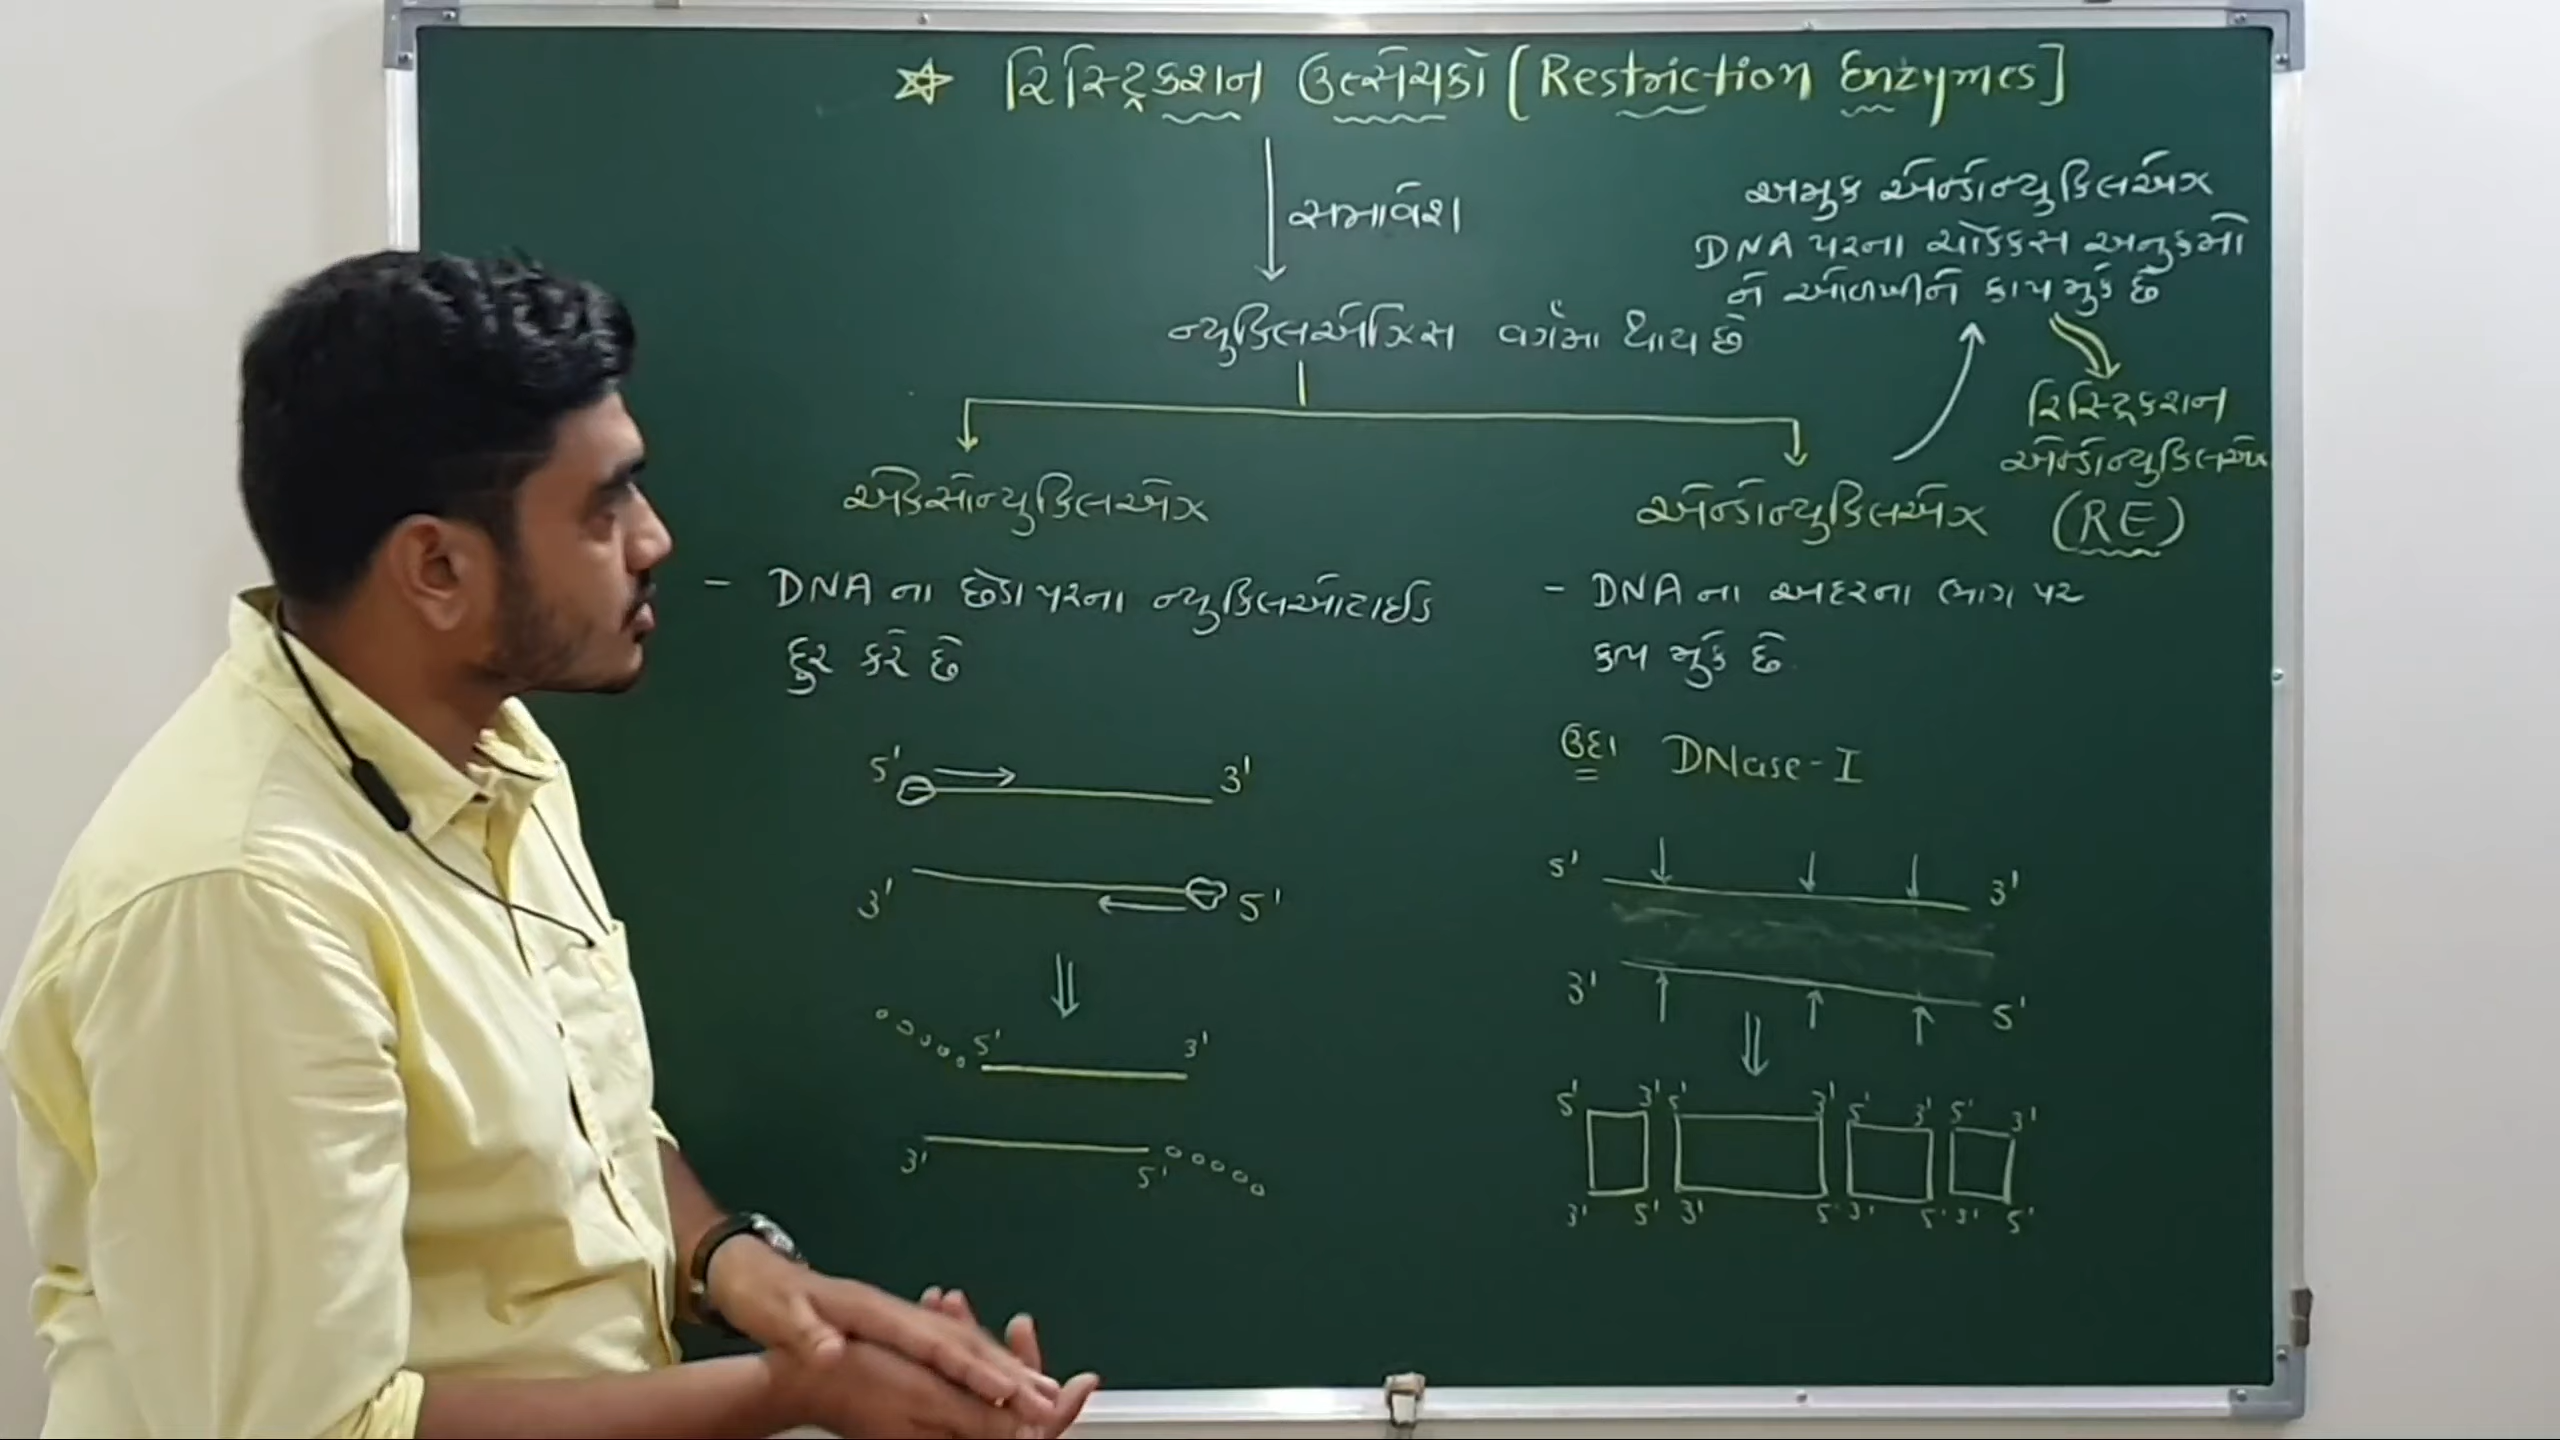 ☆ રિસ્ટ્રિક્શન ઉત્સેચકો [Restriction Enzymes]
સમાવેશ
ન્યુક્લિએઝિસ વર્ગમા થાય છે
અમુક એન્ડોન્યુક્લિએઝ
DNA પરના ચોક્કસ અનુક્રમો
ને ઓળખીને કાપ મુકે છે
રિસ્ટ્રિક્શન
એન્ડોન્યુક્લિએઝ
(RE)
એક્સોન્યુક્લિએઝ
- DNA ના છેડા પરના ન્યુક્લિઓટાઈડ
દુર કરે છે
5' 3'
3' 5'
5' 3'
3' 5'
એન્ડોન્યુક્લિએઝ
- DNA ના અદરના ભાગ પર
કાપ મુકે છે
ઉદા DNase-I
5' 3'
3' 5'
5' 3' 5' 3' 5' 3' 5' 3'
3' 5' 3' 5' 3' 5' 3' 5'